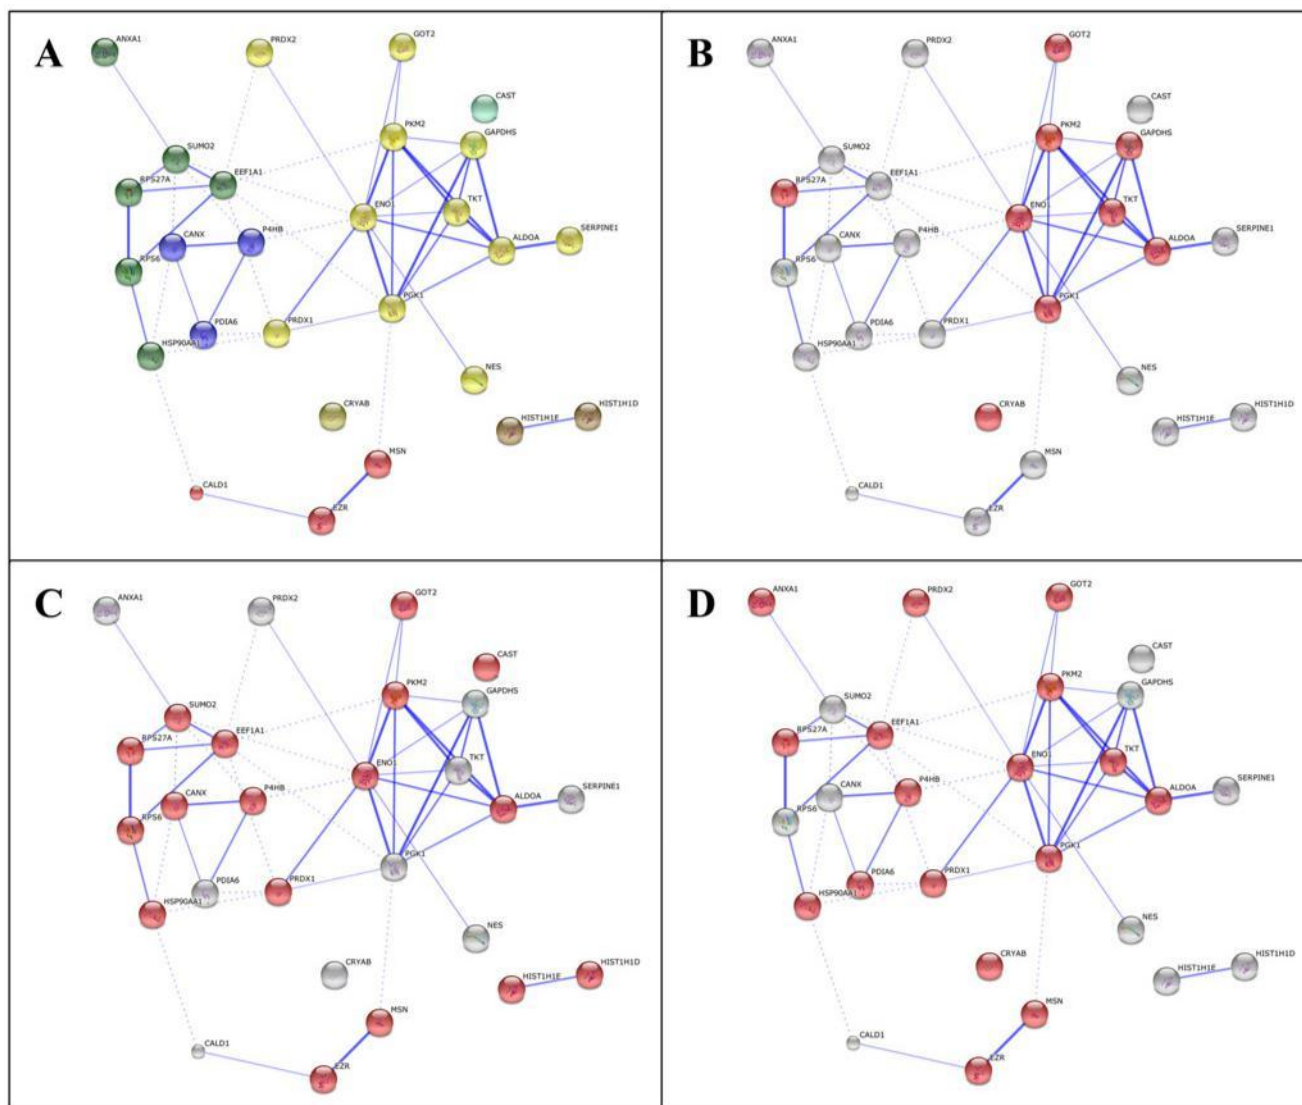 A
ANXA1
PRDX2
GOT2
CAST
PKM2
GAPDHS
SUMO2
RPS27A
EEF1A1
ENO1
TKT
CANX
P4HB
ALDOA
SERPINE1
RPS6
PGK1
PDIA6
PRDX1
HSP90AA1
NES
CRYAB
HIST1H1E
HIST1H1D
MSN
CALD1
EZR
B
ANXA1
PRDX2
GOT2
CAST
PKM2
GAPDHS
SUMO2
RPS27A
EEF1A1
ENO1
TKT
CANX
P4HB
ALDOA
SERPINE1
RPS6
PGK1
PDIA6
PRDX1
HSP90AA1
NES
CRYAB
HIST1H1E
HIST1H1D
MSN
CALD1
EZR
C
ANXA1
PRDX2
GOT2
CAST
PKM2
GAPDHS
SUMO2
RPS27A
EEF1A1
ENO1
TKT
CANX
P4HB
ALDOA
SERPINE1
RPS6
PGK1
PDIA6
PRDX1
HSP90AA1
NES
CRYAB
HIST1H1E
HIST1H1D
MSN
CALD1
EZR
D
ANXA1
PRDX2
GOT2
CAST
PKM2
GAPDHS
SUMO2
RPS27A
EEF1A1
ENO1
TKT
CANX
P4HB
ALDOA
SERPINE1
RPS6
PGK1
PDIA6
PRDX1
HSP90AA1
NES
CRYAB
HIST1H1E
HIST1H1D
MSN
CALD1
EZR